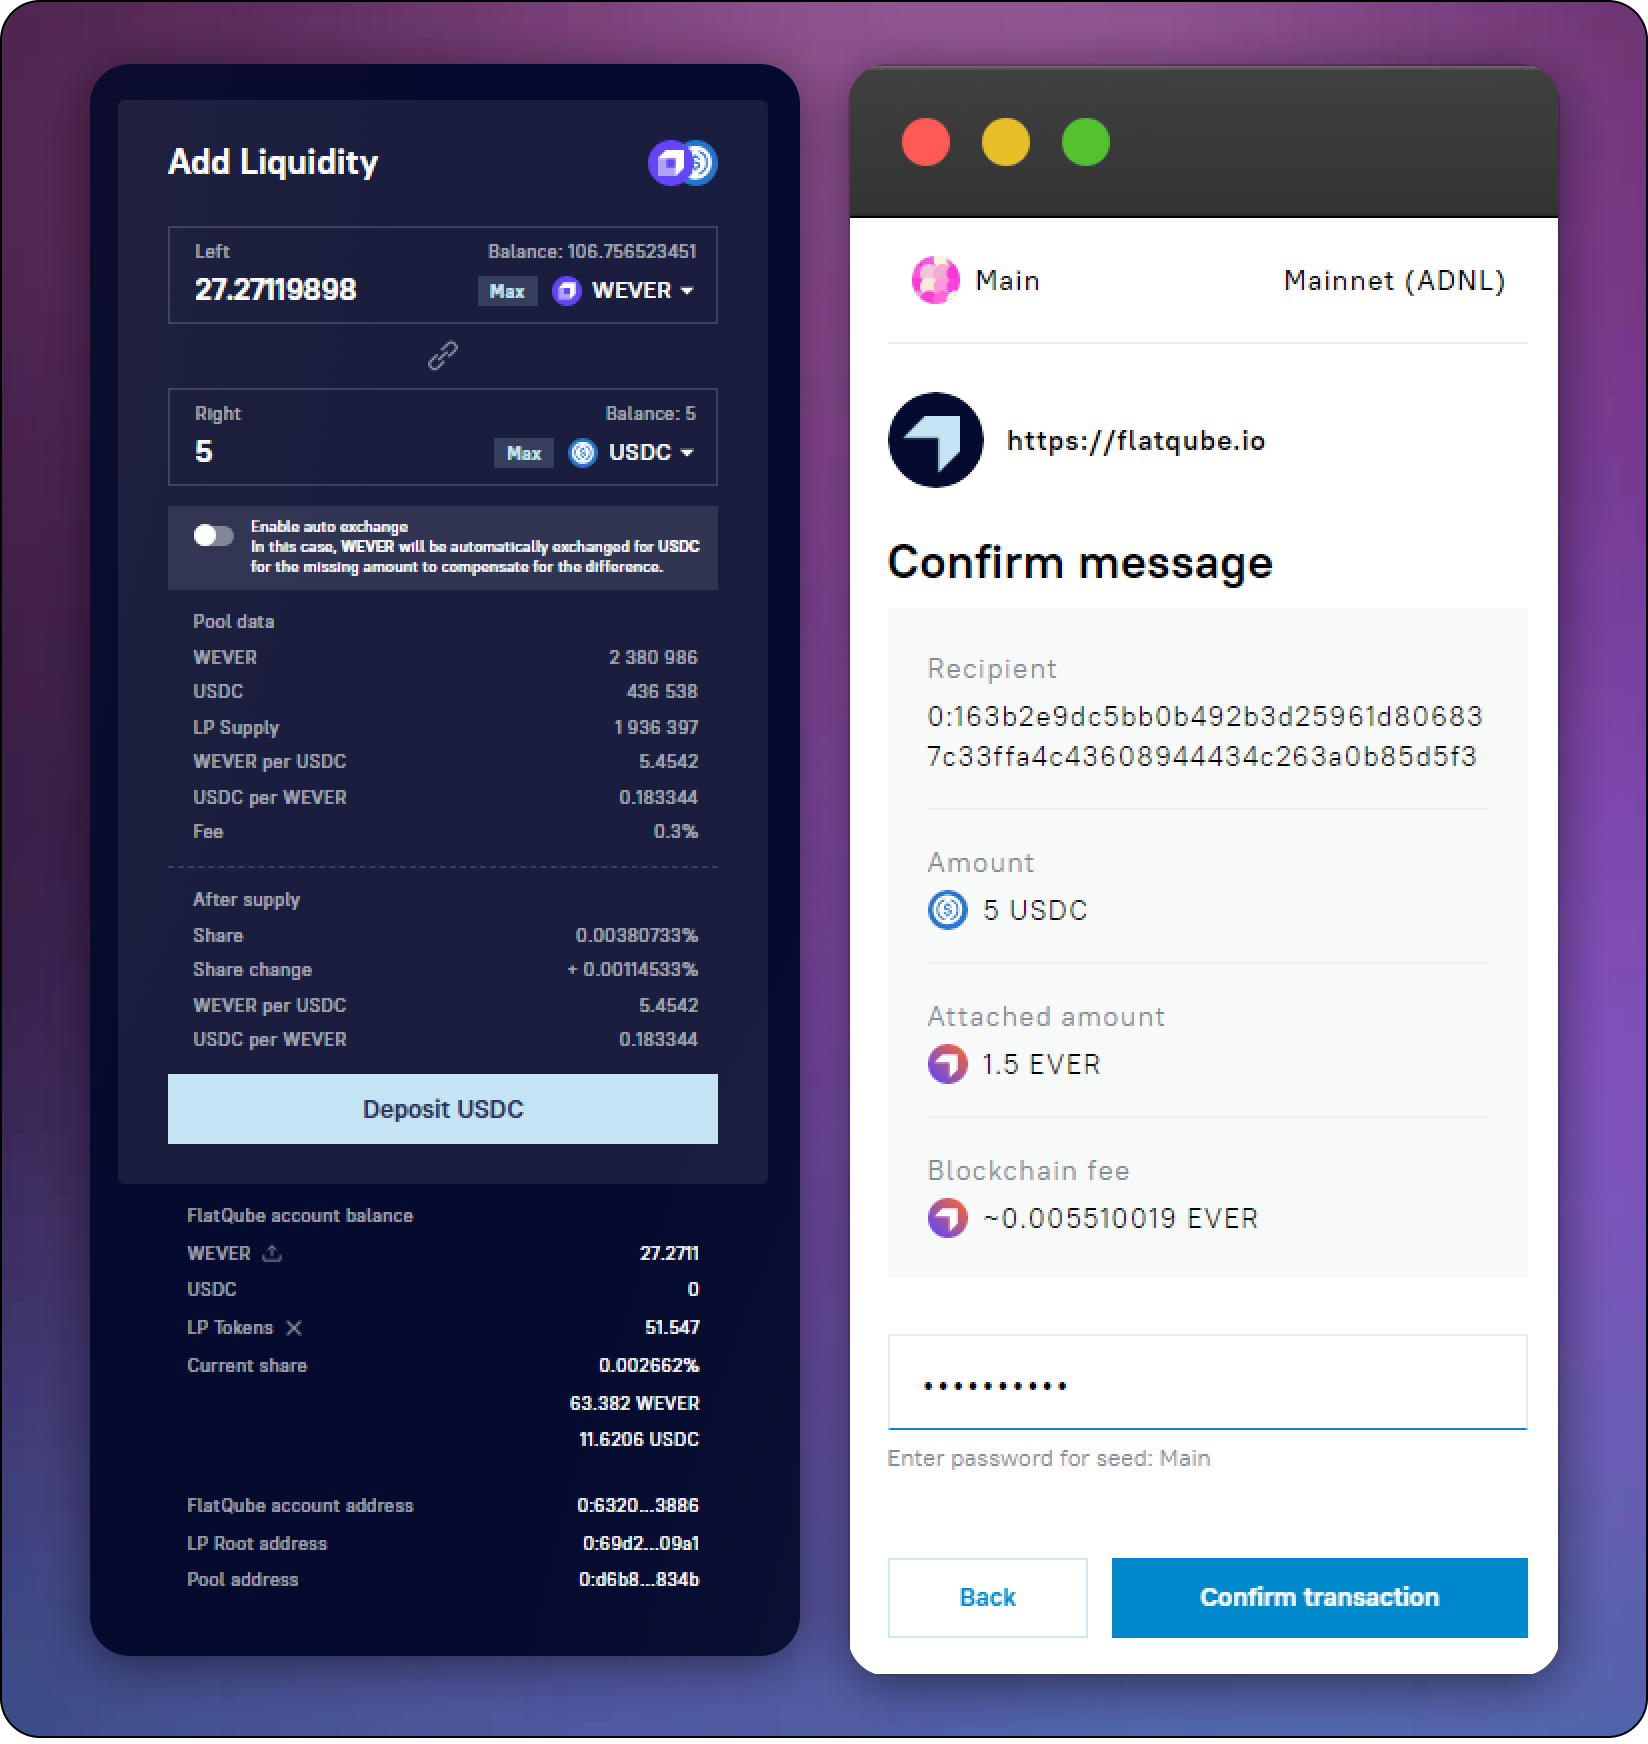 Add Liquidity
Left
Balance: 106.756523451
27.27119898
Max
WEVER
Right
Balance: 5
5
Max
USDC
Enable auto exchange
In this case, WEVER will be automatically exchanged for USDC
for the missing amount to compensate for the difference.
Pool data
WEVER 2 380 986
USDC 436 538
LP Supply 1 936 397
WEVER per USDC 5.4542
USDC per WEVER 0.183344
Fee 0.3%
After supply
Share 0.00380733%
Share change + 0.00114533%
WEVER per USDC 5.4542
USDC per WEVER 0.183344
Deposit USDC
FlatQube account balance
WEVER 27.2711
USDC 0
LP Tokens 51.547
Current share 0.002662%
63.382 WEVER
11.6206 USDC
FlatQube account address 0:6320...3886
LP Root address 0:69d2...09a1
Pool address 0:d6b8...834b
Main
Mainnet (ADNL)
https://flatqube.io
Confirm message
Recipient
0:163b2e9dc5bb0b492b3d25961d80683
7c33ffa4c43608944434c263a0b85d5f3
Amount
5 USDC
Attached amount
1.5 EVER
Blockchain fee
~0.005510019 EVER
••••••••••
Enter password for seed: Main
Back
Confirm transaction